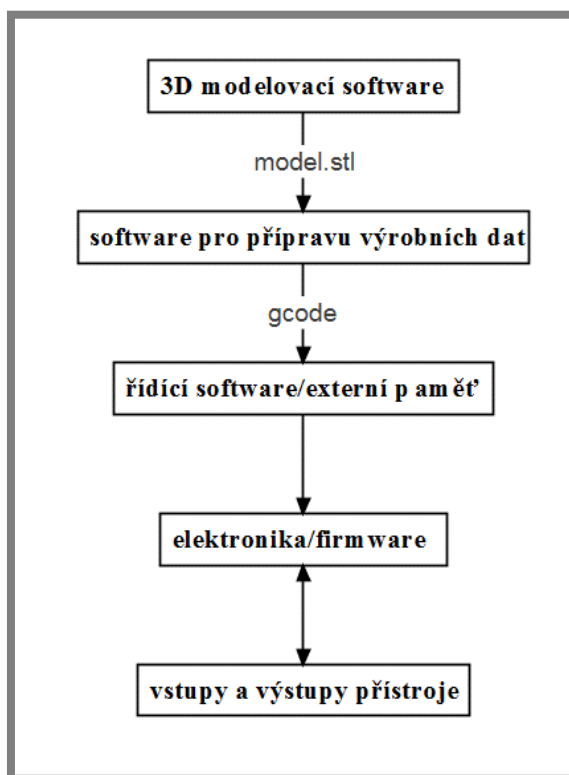 3D modelovací software
model.stl
software pro přípravu výrobních dat
gcode
řídící software/externí p aměť
elektronika/firmware
vstupy a výstupy přístroje